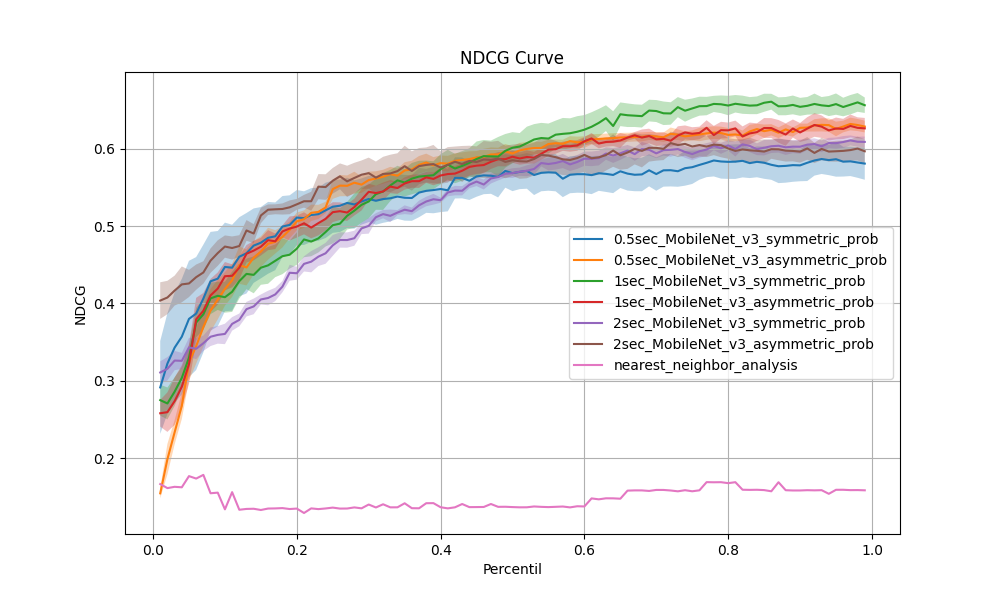 NDCG Curve
NDCG
0.6
0.5
0.4
0.3
0.2
0.5sec_MobileNet_v3_symmetric_prob
0.5sec_MobileNet_v3_asymmetric_prob
1sec_MobileNet_v3_symmetric_prob
1sec_MobileNet_v3_asymmetric_prob
2sec_MobileNet_v3_symmetric_prob
2sec_MobileNet_v3_asymmetric_prob
nearest_neighbor_analysis
0.0 0.2 0.4 0.6 0.8 1.0
Percentil